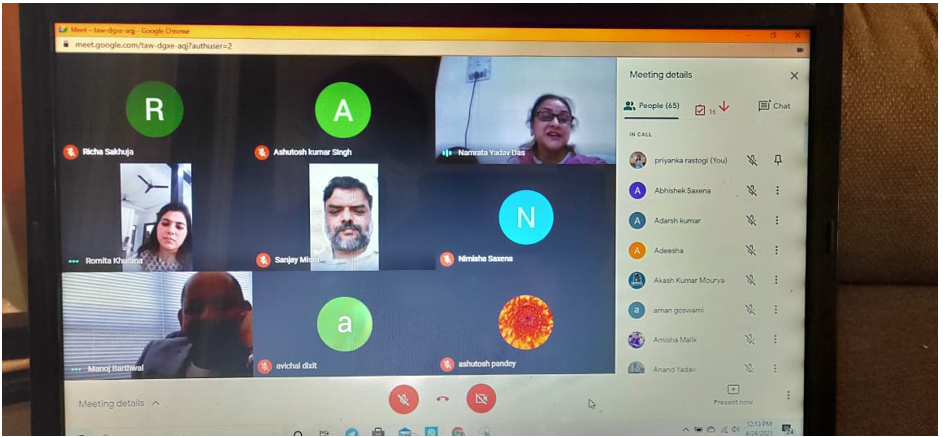 Meet - taw-dgxe-aqj - Google Chrome
meet.google.com/taw-dgxe-aqj?authuser=2
R
Richa Sakhuja
A
Ashutosh kumar Singh
Namrata Yadav Das
Romita Khurana
Sanjay Misra
N
Nimisha Saxena
Manoj Barthwal
a
avichal dixit
ashutosh pandey
Meeting details
People (65)
16
Chat
IN CALL
priyanka rastogi (You)
A
Abhishek Saxena
A
Adarsh kumar
A
Adeesha
Akash Kumar Mourya
a
aman goswami
Amisha Malik
Anand Yadav
Meeting details
Present now
12:13 PM
4/24/2021
24